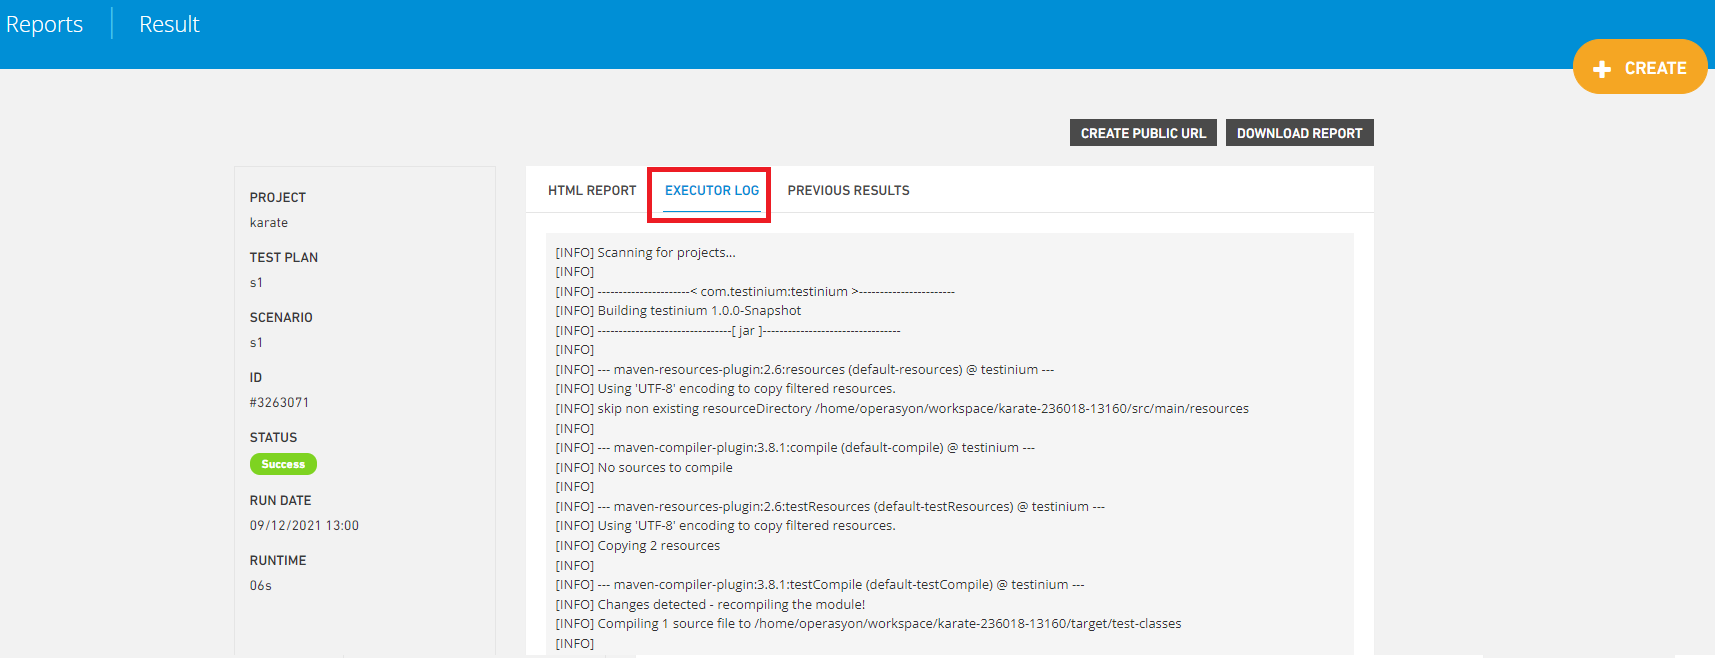 Reports
Result
CREATE
CREATE PUBLIC URL
DOWNLOAD REPORT
PROJECT
karate
TEST PLAN
s1
SCENARIO
s1
ID
#3263071
STATUS
Success
RUN DATE
09/12/2021 13:00
RUNTIME
06s
HTML REPORT
EXECUTOR LOG
PREVIOUS RESULTS
[INFO] Scanning for projects...
[INFO]
[INFO] ----------------------< com.testinium:testinium >-----------------------
[INFO] Building testinium 1.0.0-Snapshot
[INFO] --------------------------------[ jar ]---------------------------------
[INFO]
[INFO] --- maven-resources-plugin:2.6:resources (default-resources) @ testinium ---
[INFO] Using 'UTF-8' encoding to copy filtered resources.
[INFO] skip non existing resourceDirectory /home/operasyon/workspace/karate-236018-13160/src/main/resources
[INFO]
[INFO] --- maven-compiler-plugin:3.8.1:compile (default-compile) @ testinium ---
[INFO] No sources to compile
[INFO]
[INFO] --- maven-resources-plugin:2.6:testResources (default-testResources) @ testinium ---
[INFO] Using 'UTF-8' encoding to copy filtered resources.
[INFO] Copying 2 resources
[INFO]
[INFO] --- maven-compiler-plugin:3.8.1:testCompile (default-testCompile) @ testinium ---
[INFO] Changes detected - recompiling the module!
[INFO] Compiling 1 source file to /home/operasyon/workspace/karate-236018-13160/target/test-classes
[INFO]